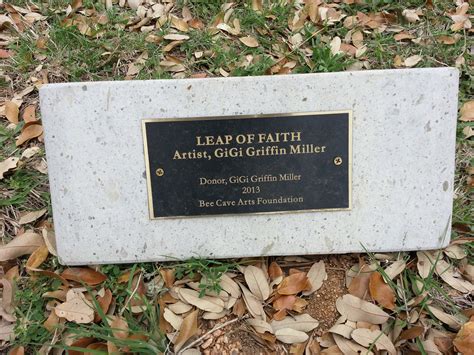 LEAP OF FAITH
Artist, GiGi Griffin Miller
Donor, GiGi Griffin Miller
2013
Bee Cave Arts Foundation